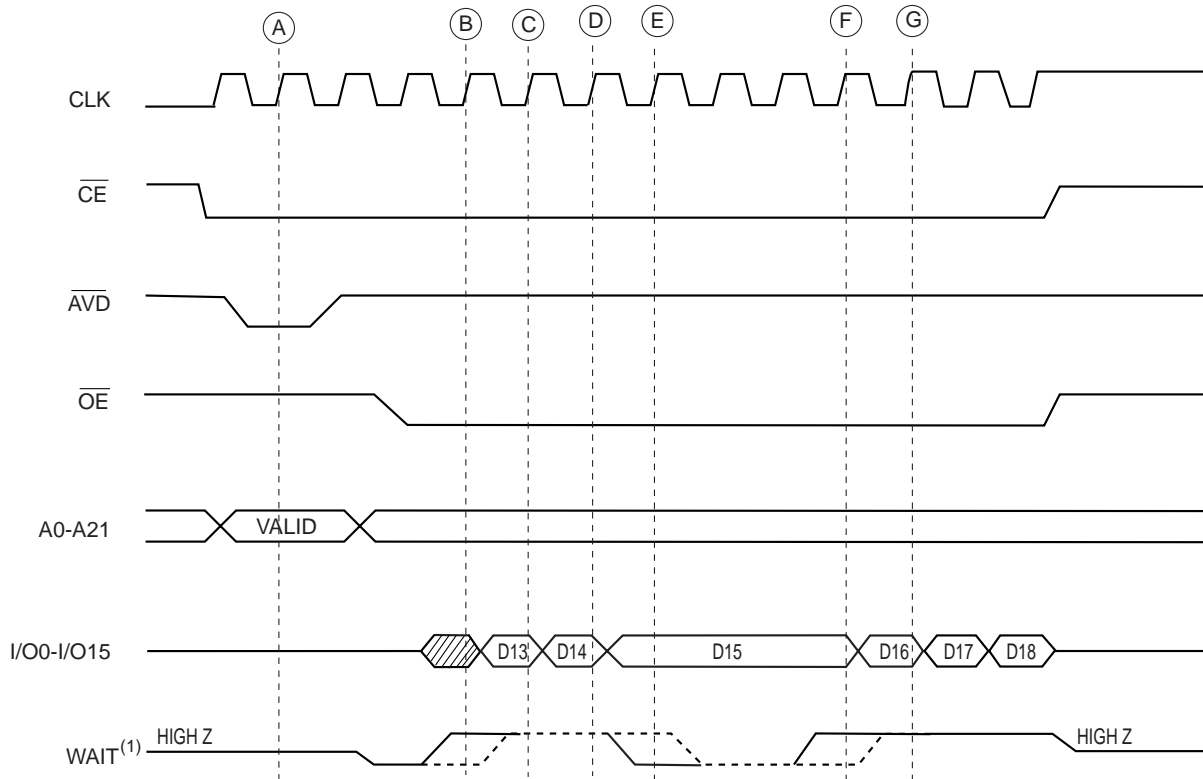 A B C D E F G
CLK
CE
AVD
OE
A0-A21 VALID
I/O0-I/O15 D13 D14 D15 D16 D17 D18
WAIT(1) HIGH Z HIGH Z